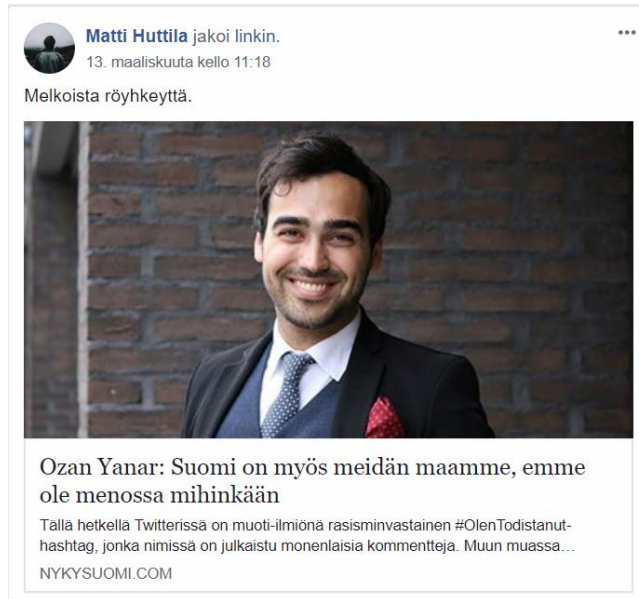 Matti Huttila jakoi linkin.
13. maaliskuuta kello 11:18
Melkoista röyhkeyttä.
Ozan Yanar: Suomi on myös meidän maamme, emme
ole menossa mihinkään
Tällä hetkellä Twitterissä on muoti-ilmiönä rasisminvastainen #OlenTodistanut-
hashtag, jonka nimissä on julkaistu monenlaisia kommentteja. Muun muassa…
NYKYSUOMI.COM